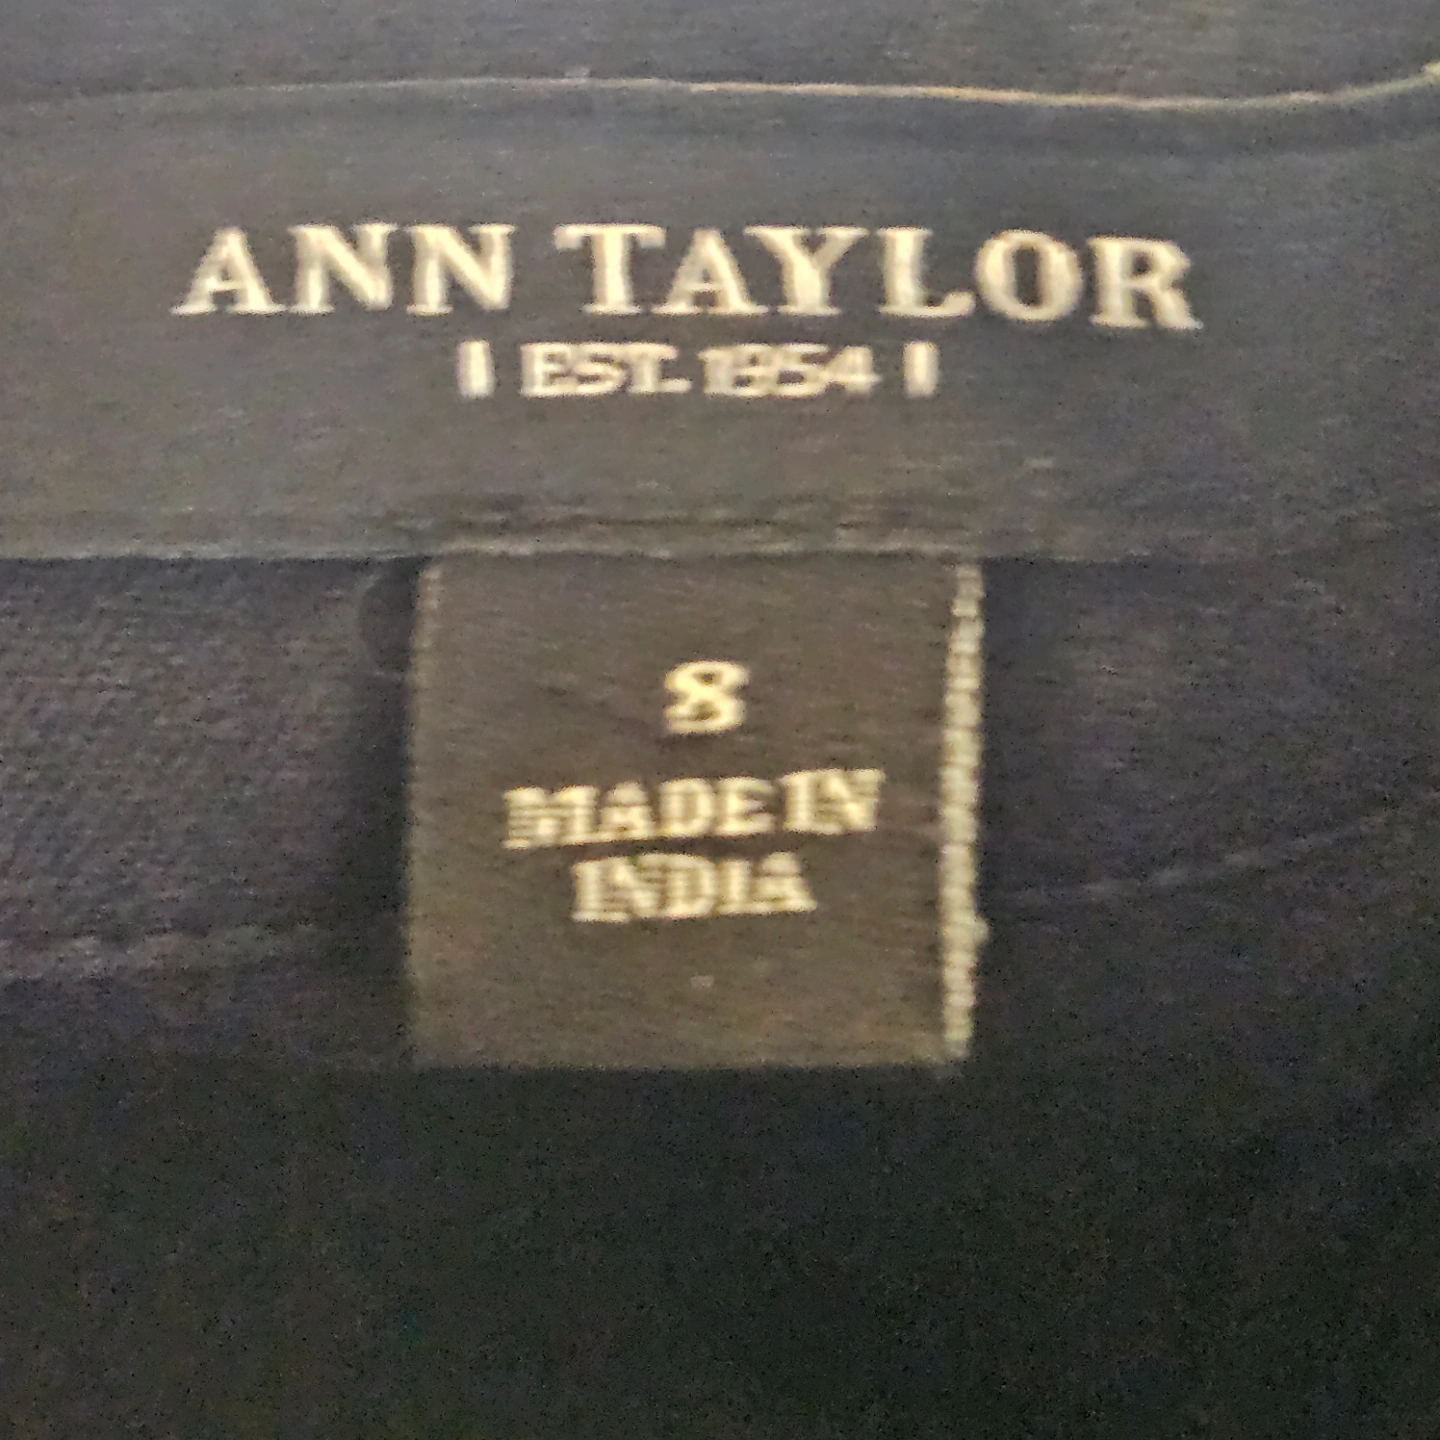 ANN TAYLOR
EST. 1954
8
MADE IN
INDIA